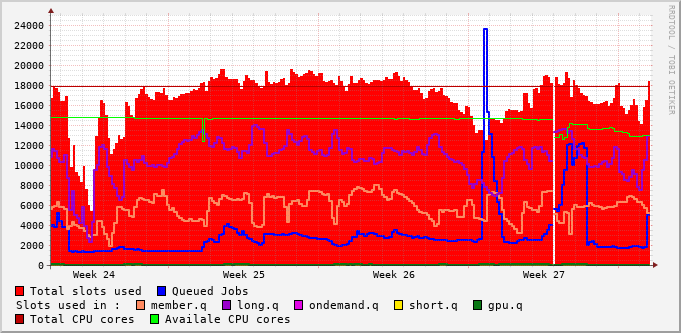 24000
22000
20000
18000
16000
14000
12000
10000
8000
6000
4000
2000
0
Week 24 Week 25 Week 26 Week 27
RRDTOOL / TOBI OETIKER
Total slots used Queued Jobs
Slots used in : member.q long.q ondemand.q short.q gpu.q
Total CPU cores Availale CPU cores